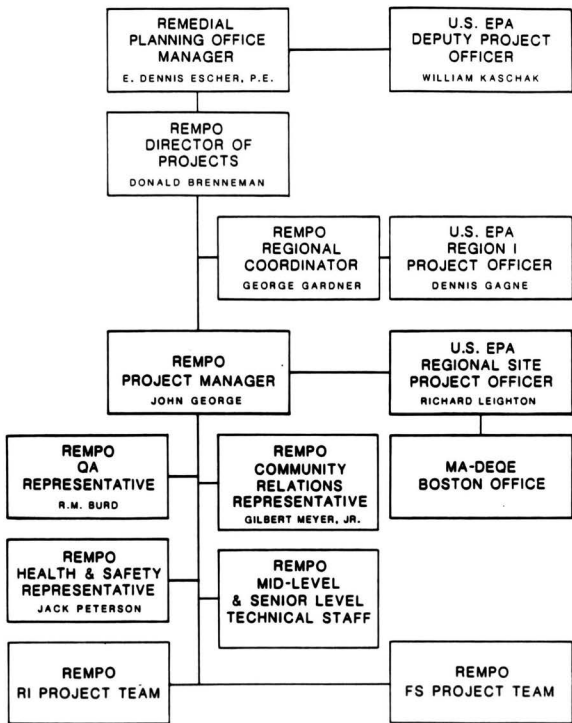 REMEDIAL
PLANNING OFFICE
MANAGER
E. DENNIS ESCHER, P.E.
U.S. EPA
DEPUTY PROJECT
OFFICER
WILLIAM KASCHAK
REMPO
DIRECTOR OF
PROJECTS
DONALD BRENNEMAN
REMPO
REGIONAL
COORDINATOR
GEORGE GARDNER
U.S. EPA
REGION I
PROJECT OFFICER
DENNIS GAGNE
REMPO
PROJECT MANAGER
JOHN GEORGE
U.S. EPA
REGIONAL SITE
PROJECT OFFICER
RICHARD LEIGHTON
REMPO
QA
REPRESENTATIVE
R.M. BURD
REMPO
COMMUNITY
RELATIONS
REPRESENTATIVE
GILBERT MEYER, JR.
MA-DEQE
BOSTON OFFICE
REMPO
HEALTH & SAFETY
REPRESENTATIVE
JACK PETERSON
REMPO
MID-LEVEL
& SENIOR LEVEL
TECHNICAL STAFF
REMPO
RI PROJECT TEAM
REMPO
FS PROJECT TEAM